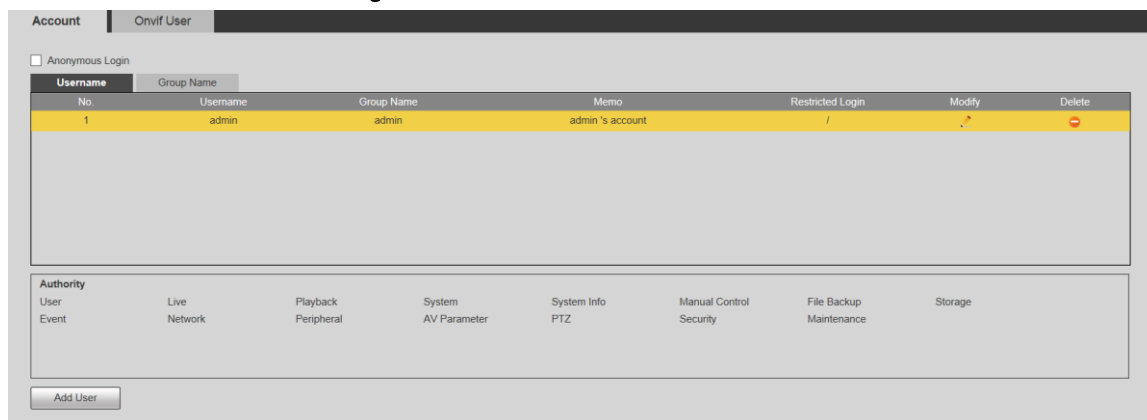 Account Onvif User
Anonymous Login
Username Group Name
No. Username Group Name Memo Restricted Login Modify Delete
1 admin admin admin 's account /
Authority
User Live Playback System System Info Manual Control File Backup Storage
Event Network Peripheral AV Parameter PTZ Security Maintenance
Add User